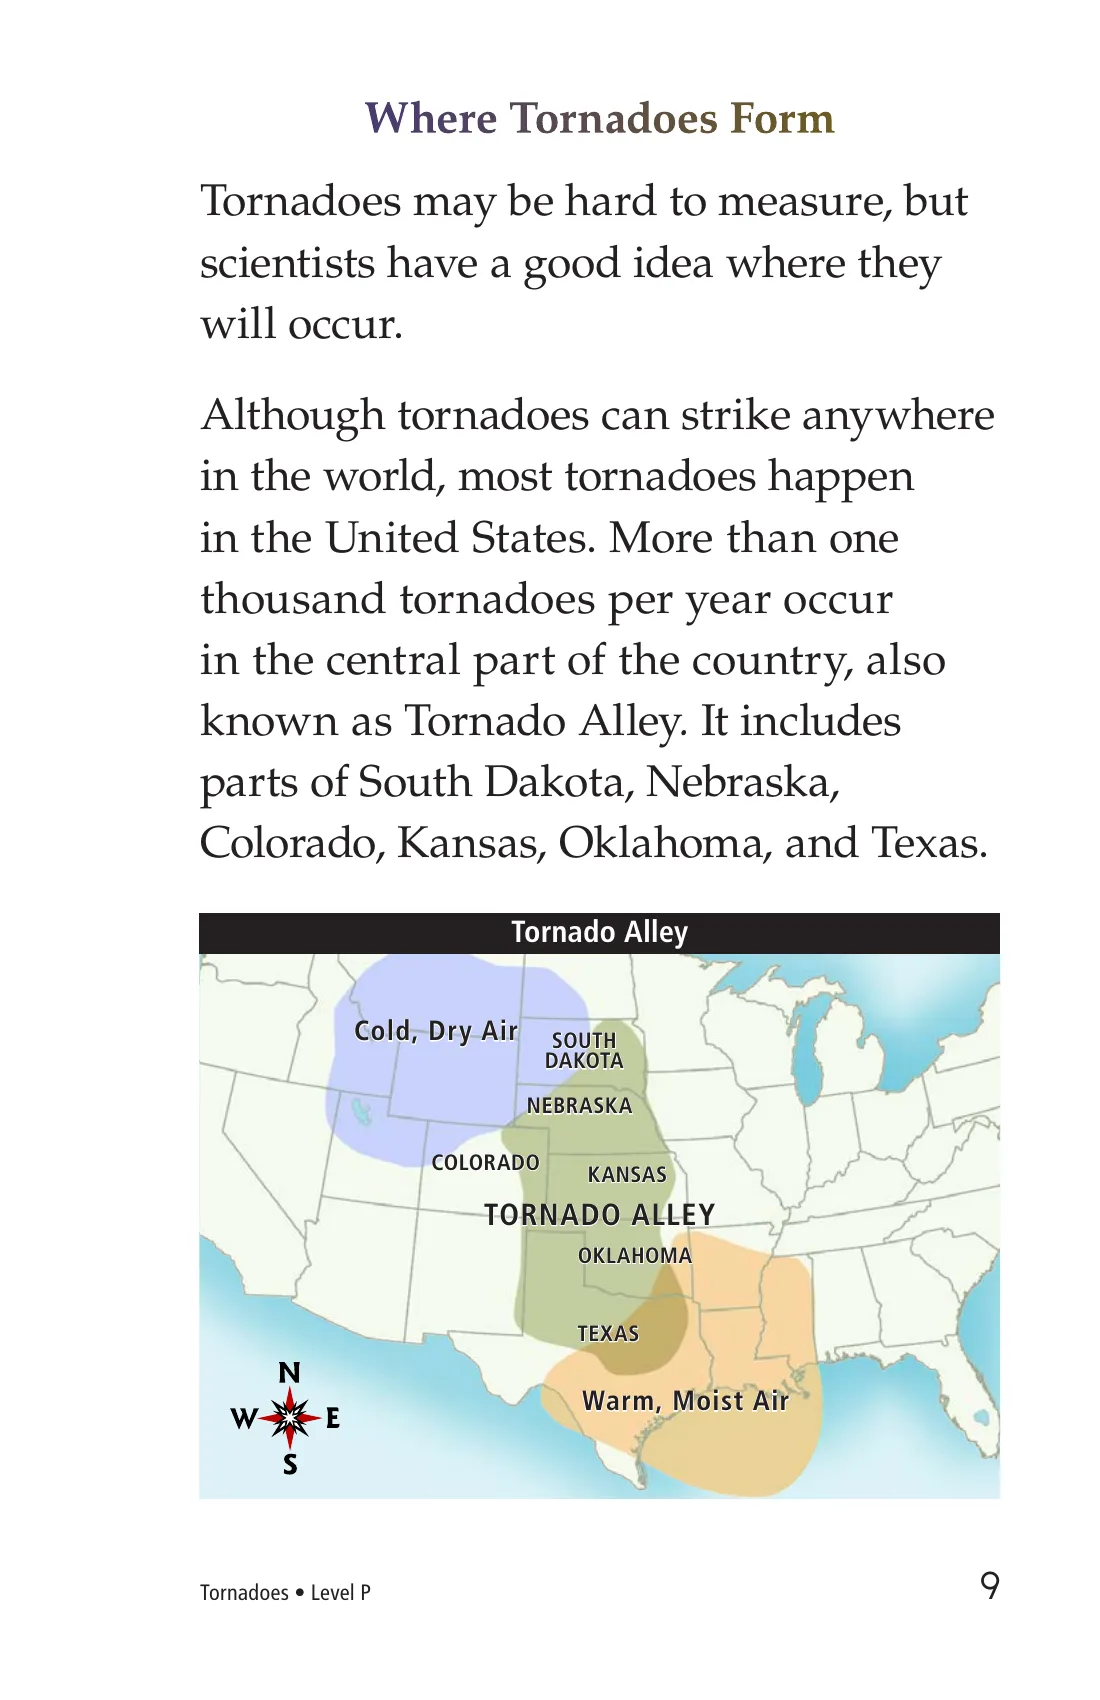 Where Tornadoes Form
Tornadoes may be hard to measure, but
scientists have a good idea where they
will occur.
Although tornadoes can strike anywhere
in the world, most tornadoes happen
in the United States. More than one
thousand tornadoes per year occur
in the central part of the country, also
known as Tornado Alley. It includes
parts of South Dakota, Nebraska,
Colorado, Kansas, Oklahoma, and Texas.
Tornado Alley
Cold, Dry Air
SOUTH
DAKOTA
NEBRASKA
COLORADO
KANSAS
TORNADO ALLEY
OKLAHOMA
TEXAS
Warm, Moist Air
N
W E
S
Tornadoes • Level P
9